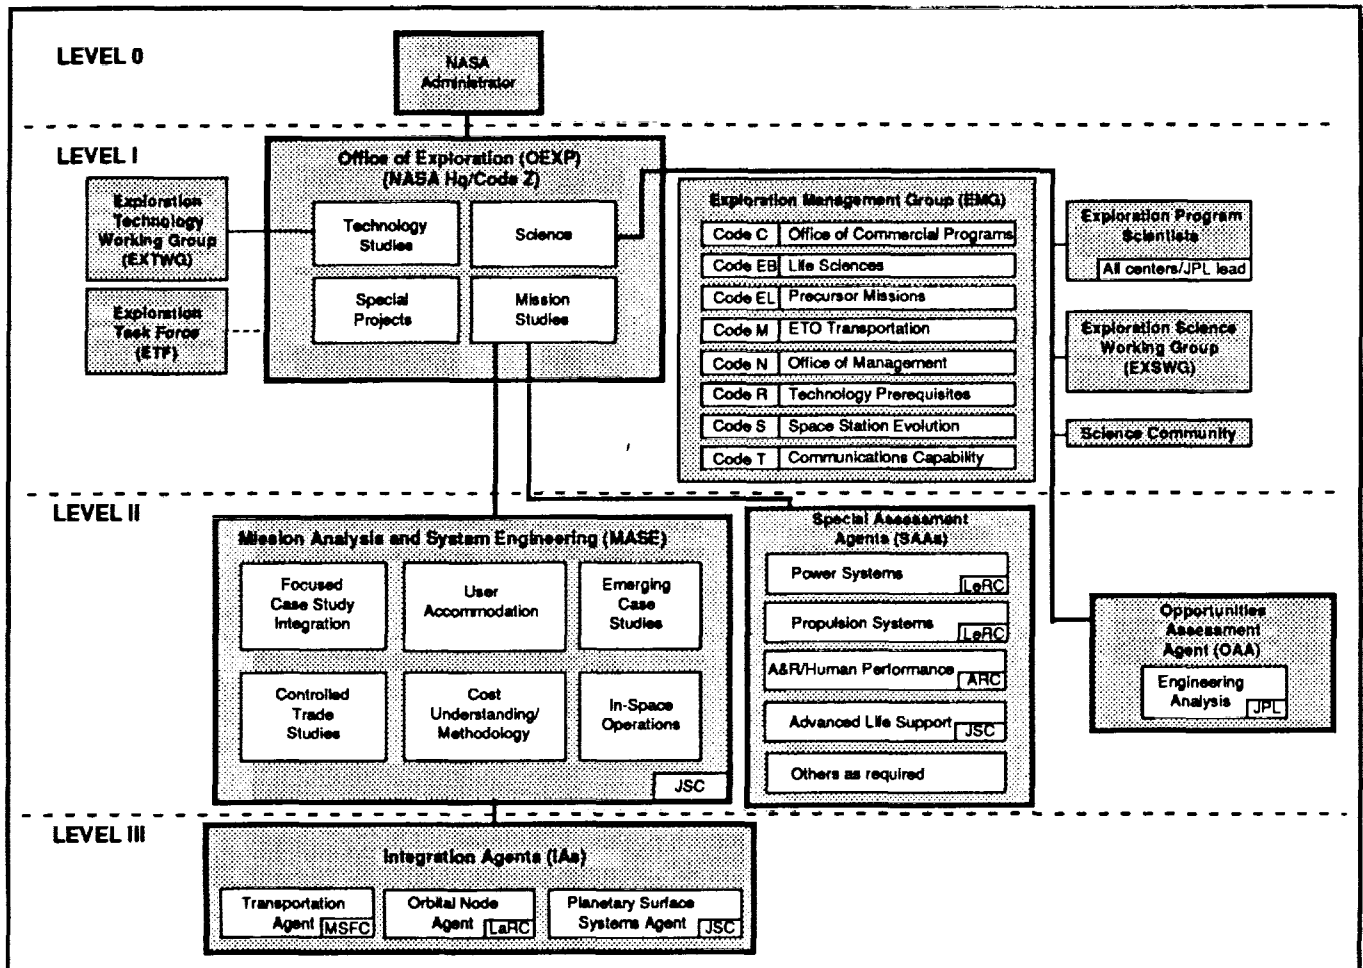 LEVEL 0
NASA
Administrator
LEVEL I
Office of Exploration (OEXP)
(NASA Hq/Code Z)
Exploration
Technology
Working Group
(EXTWG)
Technology
Studies
Science
Exploration
Task Force
(ETF)
Special
Projects
Mission
Studies
Exploration Management Group (EMG)
Code C Office of Commercial Programs
Code EB Life Sciences
Code EL Precursor Missions
Code M ETO Transportation
Code N Office of Management
Code R Technology Prerequisites
Code S Space Station Evolution
Code T Communications Capability
Exploration Program
Scientists
All centers/JPL lead
Exploration Science
Working Group
(EXSWG)
Science Community
LEVEL II
Mission Analysis and System Engineering (MASE)
Focused
Case Study
Integration
User
Accommodation
Emerging
Case
Studies
Controlled
Trade
Studies
Cost
Understanding/
Methodology
In-Space
Operations
JSC
Special Assessment
Agents (SAAs)
Power Systems
LeRC
Propulsion Systems
LeRC
A&R/Human Performance
ARC
Advanced Life Support
JSC
Others as required
Opportunities
Assessment
Agent (OAA)
Engineering
Analysis
JPL
LEVEL III
Integration Agents (IAs)
Transportation
Agent MSFC
Orbital Node
Agent LaRC
Planetary Surface
Systems Agent JSC